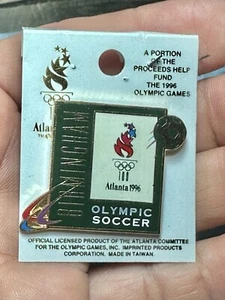 A PORTION
OF THE
PROCEEDS HELP
FUND
THE 1996
OLYMPIC GAMES
Atlanta
BIRMINGHAM
Atlanta 1996
OLYMPIC
SOCCER
OFFICIAL LICENSED PRODUCT OF THE ATLANTA COMMITTEE
FOR THE OLYMPIC GAMES, INC. IMPRINTED PRODUCTS
CORPORATION. MADE IN TAIWAN